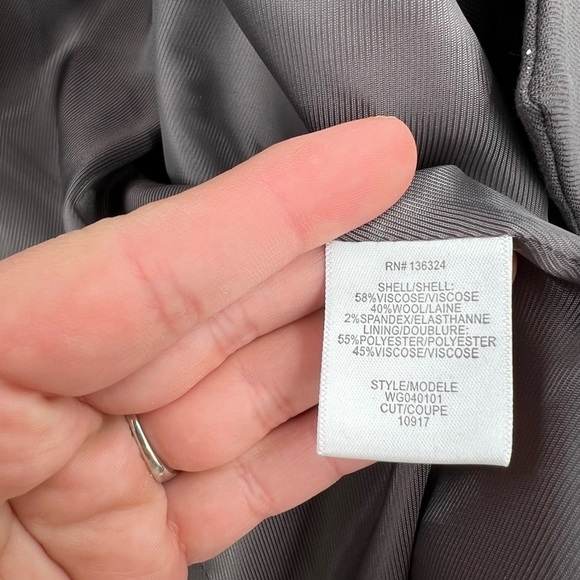 RN# 136324
SHELL/SHELL:
58%VISCOSE/VISCOSE
40%WOOL/LAINE
2%SPANDEX/ELASTHANNE
LINING/DOUBLURE:
55%POLYESTER/POLYESTER
45%VISCOSE/VISCOSE
STYLE/MODELE
WG040101
CUT/COUPE
10917